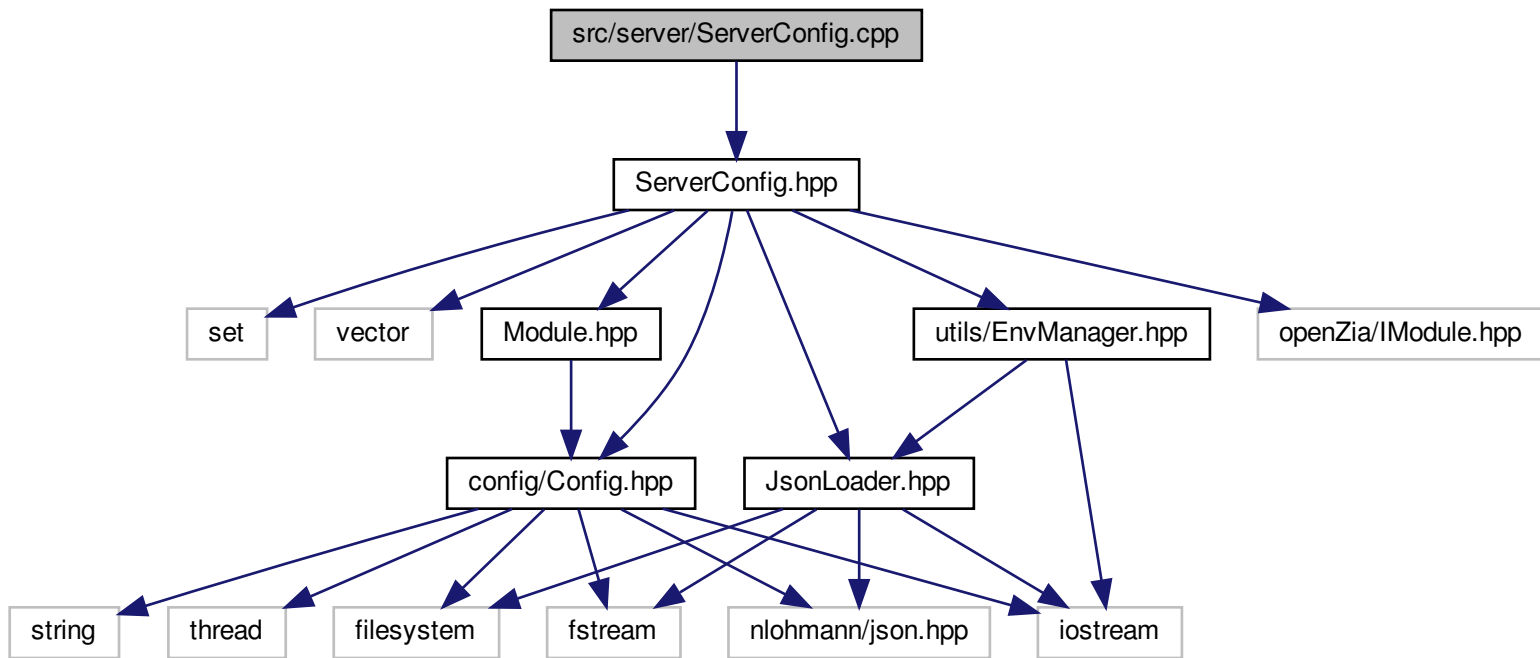 src/server/ServerConfig.cpp
ServerConfig.hpp
set
vector
Module.hpp
utils/EnvManager.hpp
openZia/IModule.hpp
config/Config.hpp
JsonLoader.hpp
string
thread
filesystem
fstream
nlohmann/json.hpp
iostream